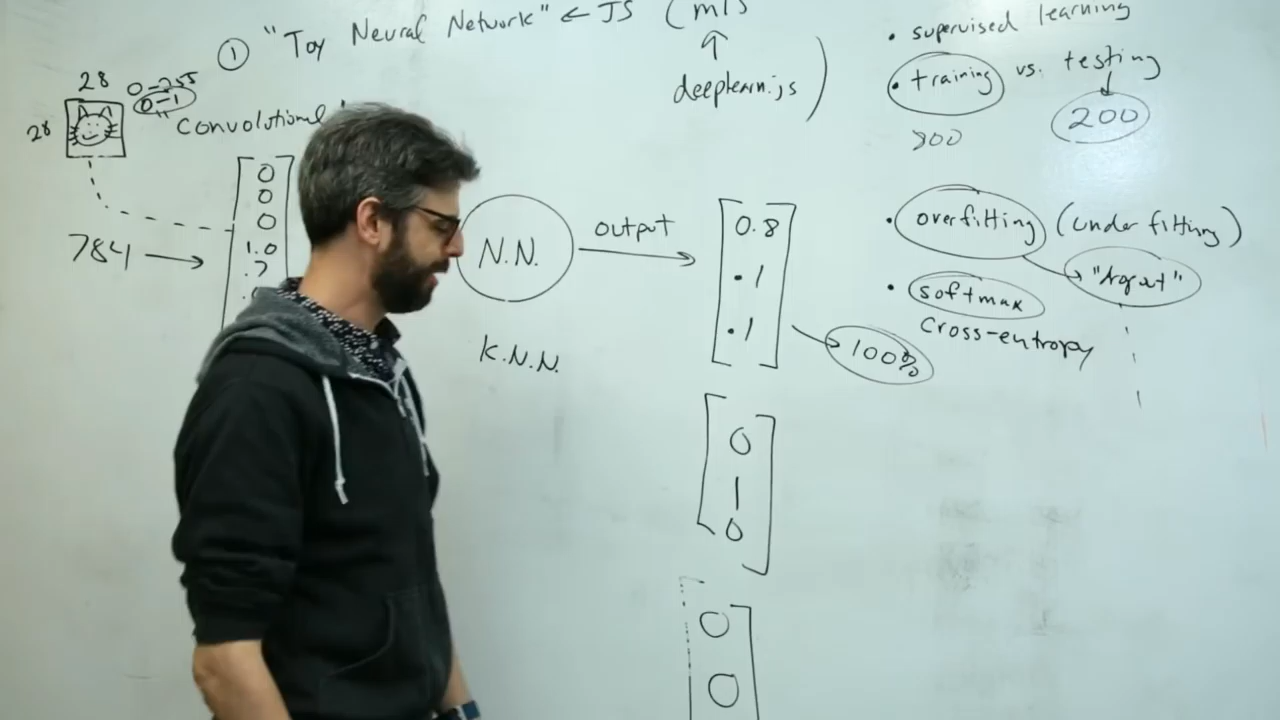 ① "Toy Neural Network" ← JS (ml5
deeplearn.js)
28
0-255
0-1
28
"Convolutional
784 →
0
0
0
1.0
.7
N.N.
K.N.N.
output
0.8
.1
.1
100%
0
1
0
0
0
• supervised learning
• training vs. testing
800
200
• overfitting (underfitting)
• softmax
cross-entropy